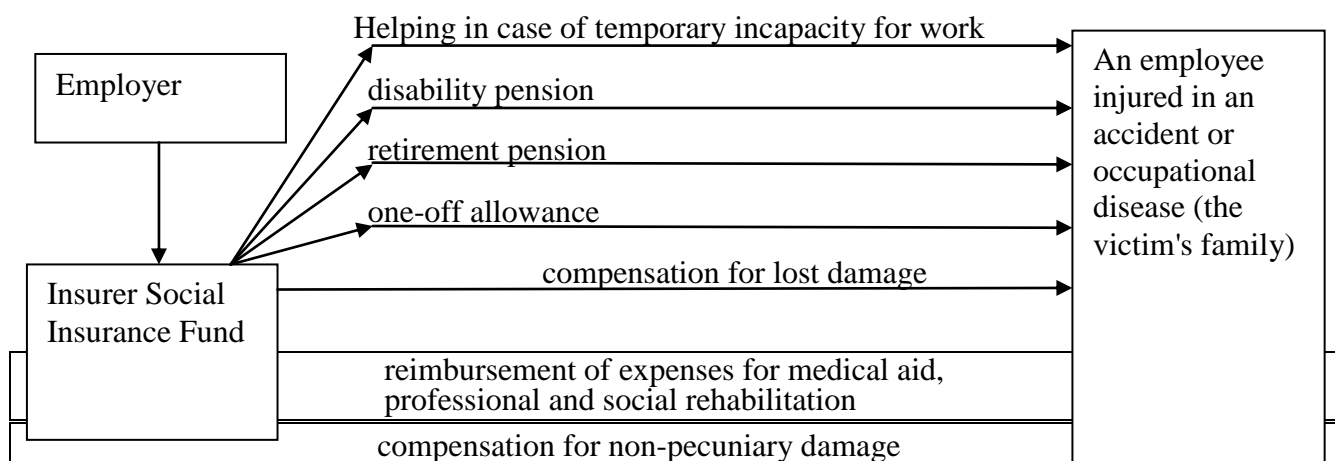 Helping in case of temporary incapacity for work
Employer
disability pension
retirement pension
one-off allowance
An employee
injured in an
accident or
occupational
disease (the
victim's family)
Insurer Social
Insurance Fund
compensation for lost damage
reimbursement of expenses for medical aid,
professional and social rehabilitation
compensation for non-pecuniary damage